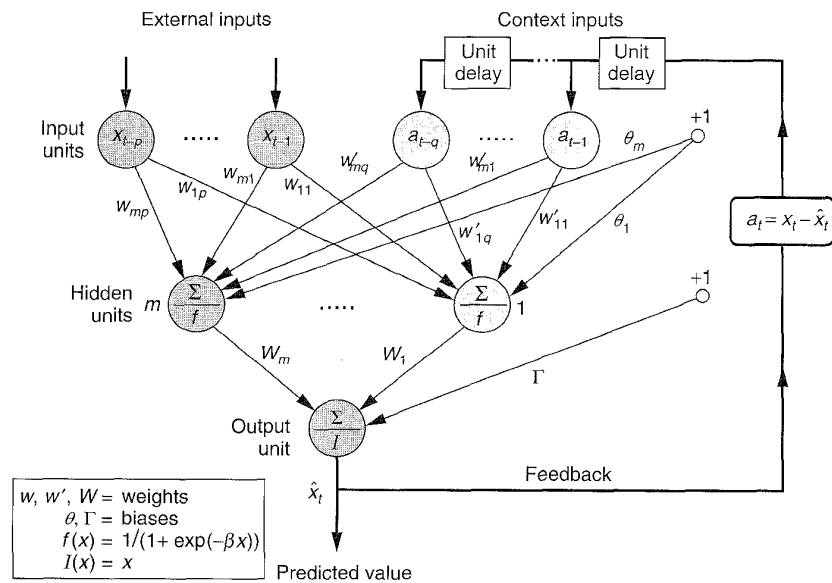 External inputs
Context inputs
Unit delay
Unit delay
Input units
x_{t-p}
x_{t-1}
a_{t-q}
a_{t-1}
+1
w_{mp}
w_{1p}
w_{m1}
w_{11}
w'_{mq}
w'_{1q}
w'_{m1}
w'_{11}
θ_m
θ_1
a_t = x_t – x̂_t
Hidden units
m
Σ
f
Σ
f
1
+1
W_m
W_1
Γ
Output unit
Σ
I
x̂_t
Feedback
w, w', W = weights
θ, Γ = biases
f(x) = 1/(1+ exp(–βx))
I(x) = x
Predicted value